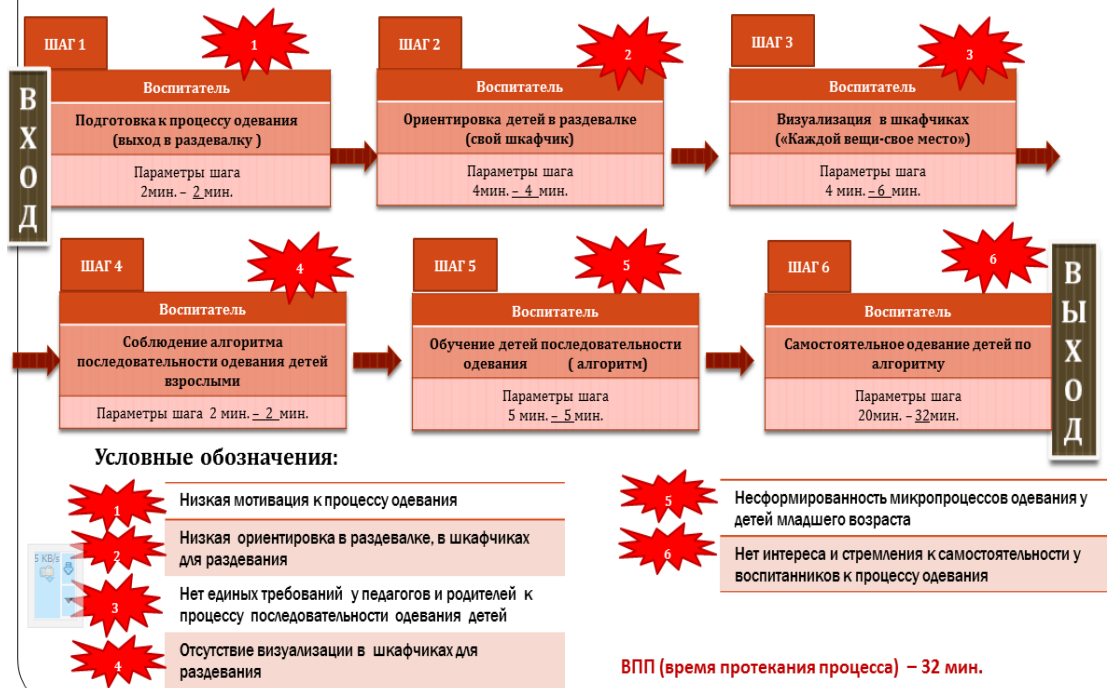 ШАГ 1
1
ШАГ 2
2
ШАГ 3
3
ВХОД
Воспитатель
Подготовка к процессу одевания
(выход в раздевалку )
Параметры шага
2мин. – 2 мин.
Воспитатель
Ориентировка детей в раздевалке
(свой шкафчик)
Параметры шага
4мин. – 4 мин.
Воспитатель
Визуализация в шкафчиках
(«Каждой вещи-свое место»)
Параметры шага
4 мин. –6 мин.
ШАГ 4
4
ШАГ 5
5
ШАГ 6
6
Воспитатель
Соблюдение алгоритма
последовательности одевания детей
взрослыми
Параметры шага 2 мин. – 2 мин.
Воспитатель
Обучение детей последовательности
одевания ( алгоритм)
Параметры шага
5 мин. – 5 мин.
Воспитатель
Самостоятельное одевание детей по
алгоритму
Параметры шага
20мин. –32мин.
ВЫХОД
Условные обозначения:
1
Низкая мотивация к процессу одевания
2
Низкая ориентировка в раздевалке, в шкафчиках
для раздевания
3
Нет единых требований у педагогов и родителей к
процессу последовательности одевания детей
4
Отсутствие визуализации в шкафчиках для
раздевания
5
Несформированность микропроцессов одевания у
детей младшего возраста
6
Нет интереса и стремления к самостоятельности у
воспитанников к процессу одевания
5 KB/s
ВПП (время протекания процесса) – 32 мин.